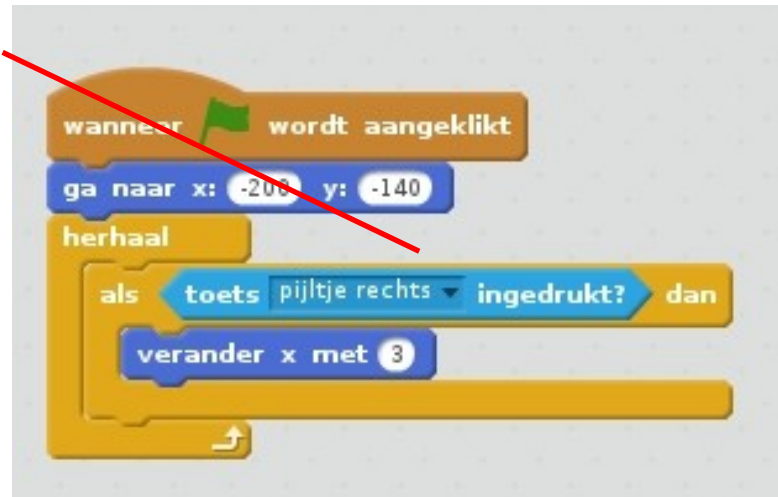 wanneer wordt aangeklikt
ga naar x: -200 y: -140
herhaal
als toets pijltje rechts ingedrukt? dan
verander x met 3